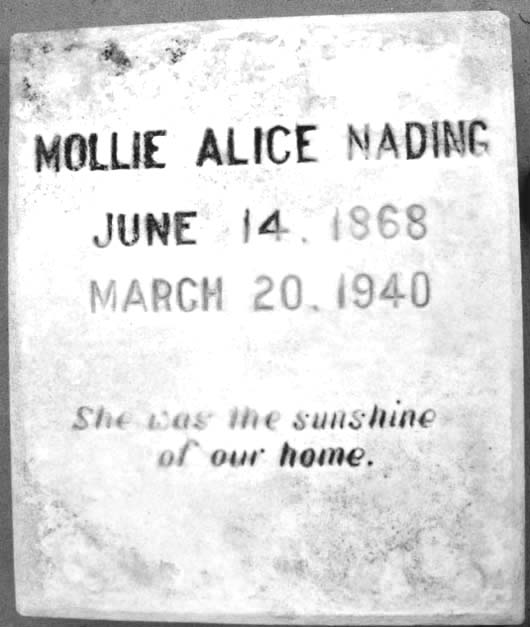 MOLLIE ALICE NADING
JUNE 14, 1868
MARCH 20, 1940
She was the sunshine
of our home.